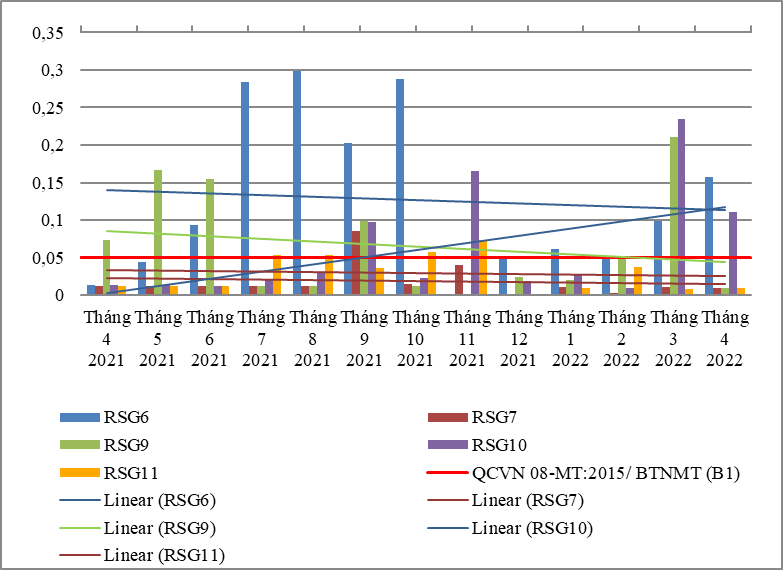 0,35
0,3
0,25
0,2
0,15
0,1
0,05
0
Tháng Tháng Tháng Tháng Tháng Tháng Tháng Tháng Tháng Tháng Tháng Tháng Tháng
4 5 6 7 8 9 10 11 12 1 2 3 4
2021 2021 2021 2021 2021 2021 2021 2021 2021 2022 2022 2022 2022
RSG6 RSG7
RSG9 RSG10
RSG11 QCVN 08-MT:2015/ BTNMT (B1)
Linear (RSG6) Linear (RSG7)
Linear (RSG9) Linear (RSG10)
Linear (RSG11)